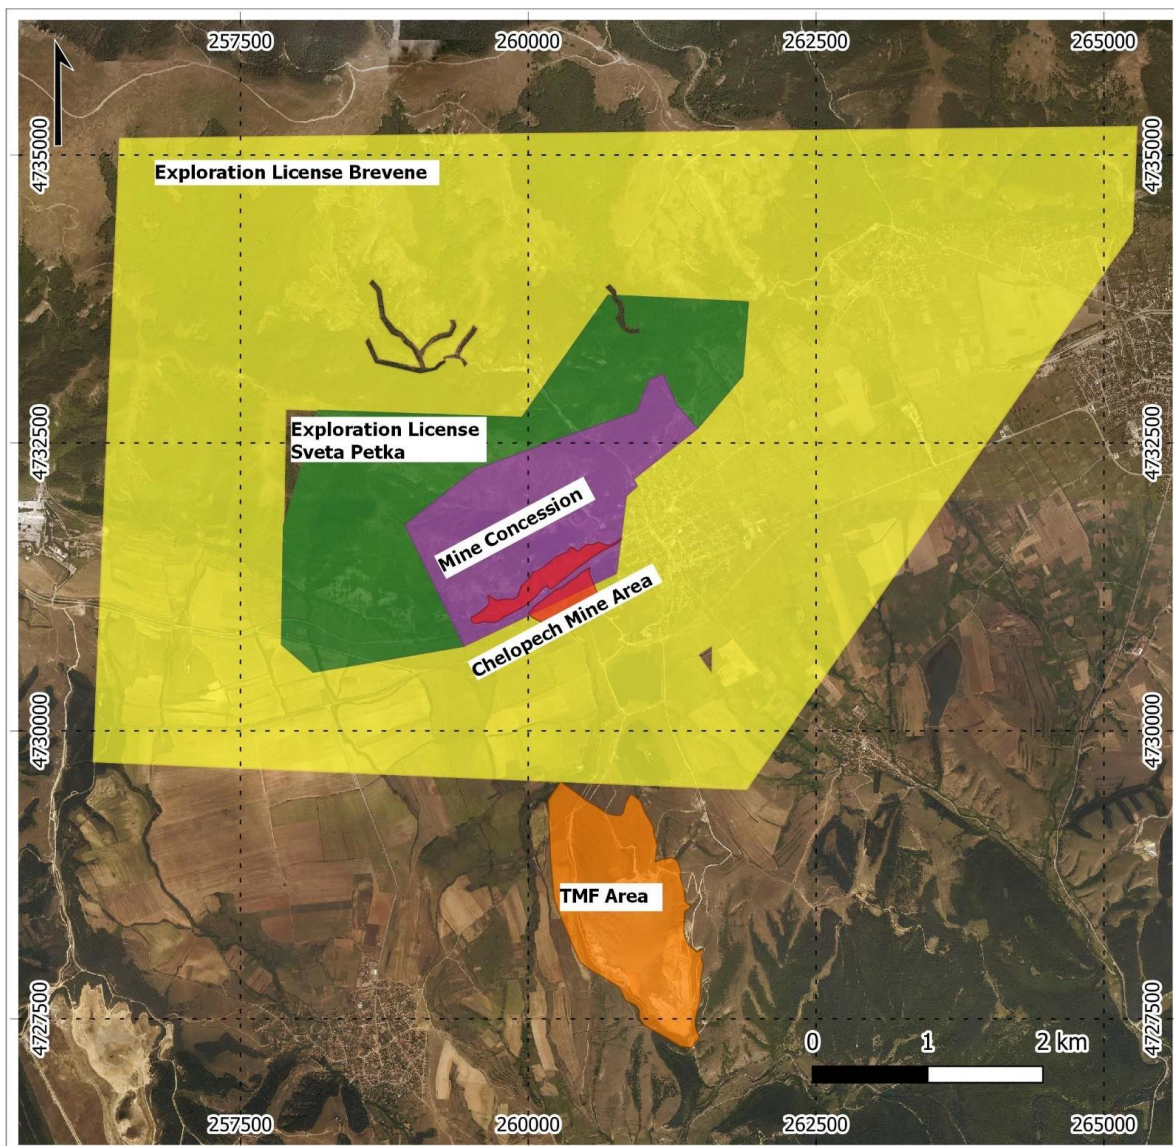 257500
260000
262500
265000
4735000
4735000
Exploration License Brevene
Exploration License
Sveta Petka
4732500
4732500
Mine Concession
Chelopech Mine Area
4730000
4730000
TMF Area
4727500
4727500
0 1 2 km
257500
260000
262500
265000